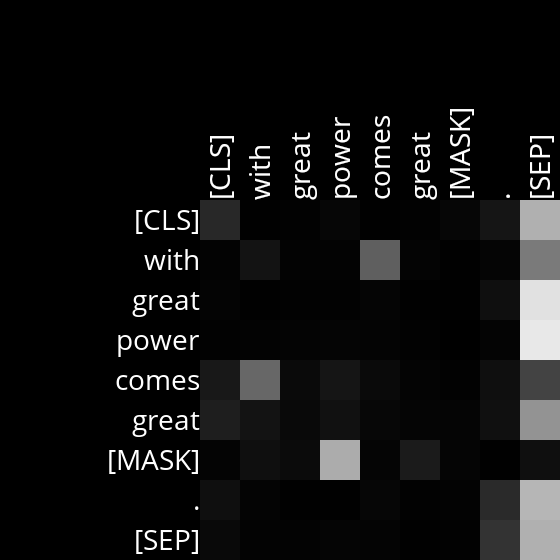 [CLS] with great power comes great [MASK] . [SEP]
[CLS]
with
great
power
comes
great
[MASK]
.
[SEP]